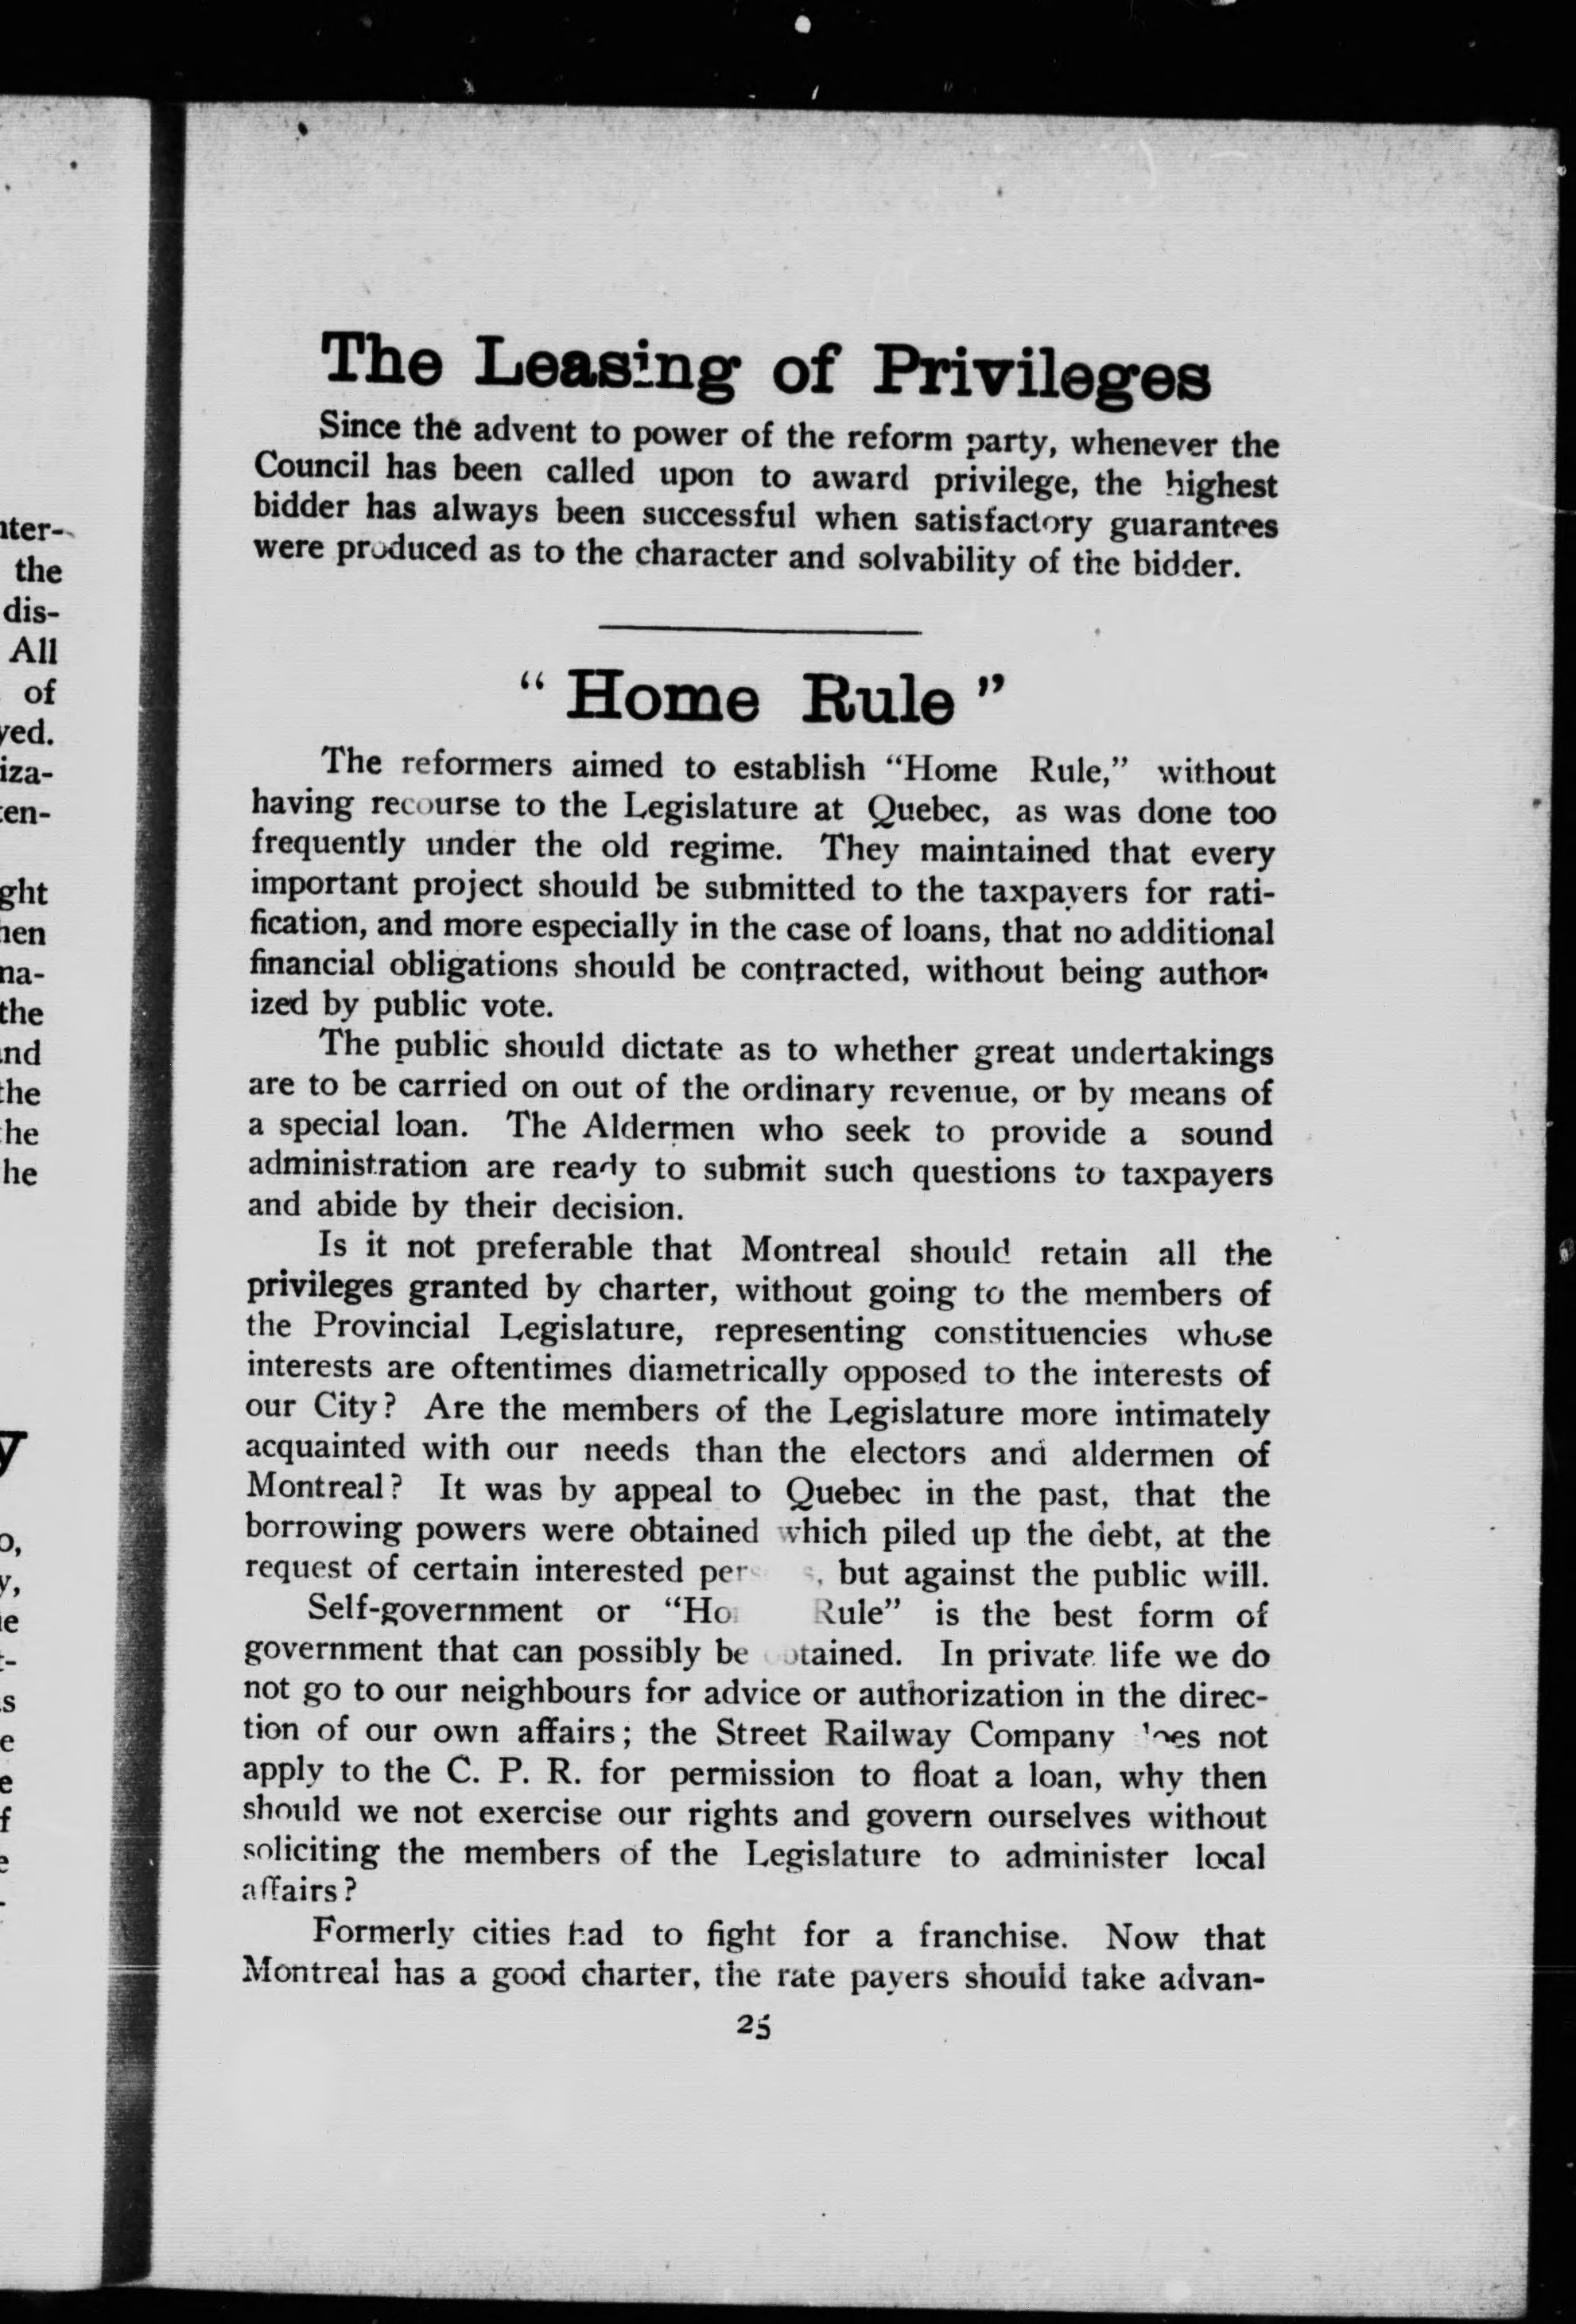 The Leasing of Privileges
Since the advent to power of the reform party, whenever the
Council has been called upon to award privilege, the highest
bidder has always been successful when satisfactory guarantees
were produced as to the character and solvability of the bidder.
" Home Rule "
The reformers aimed to establish "Home Rule," without
having recourse to the Legislature at Quebec, as was done too
frequently under the old regime. They maintained that every
important project should be submitted to the taxpayers for rati-
fication, and more especially in the case of loans, that no additional
financial obligations should be contracted, without being author-
ized by public vote.
The public should dictate as to whether great undertakings
are to be carried on out of the ordinary revenue, or by means of
a special loan. The Aldermen who seek to provide a sound
administration are ready to submit such questions to taxpayers
and abide by their decision.
Is it not preferable that Montreal should retain all the
privileges granted by charter, without going to the members of
the Provincial Legislature, representing constituencies whose
interests are oftentimes diametrically opposed to the interests of
our City? Are the members of the Legislature more intimately
acquainted with our needs than the electors and aldermen of
Montreal? It was by appeal to Quebec in the past, that the
borrowing powers were obtained which piled up the debt, at the
request of certain interested but against the public will.
Self-government or Rule" is the best form of
government that can possibly be In private life we do
not go to our neighbours for advice or authorization in the direc-
tion of our own affairs; the Street Railway Company does not
apply to the C. P. R. for permission to float a loan, why then
should we not exercise our rights and govern ourselves without
soliciting the members of the Legislature to administer local
affairs?
Formerly cities had to fight for a franchise. Now that
Montreal has a good charter, the rate payers should take advan-
25